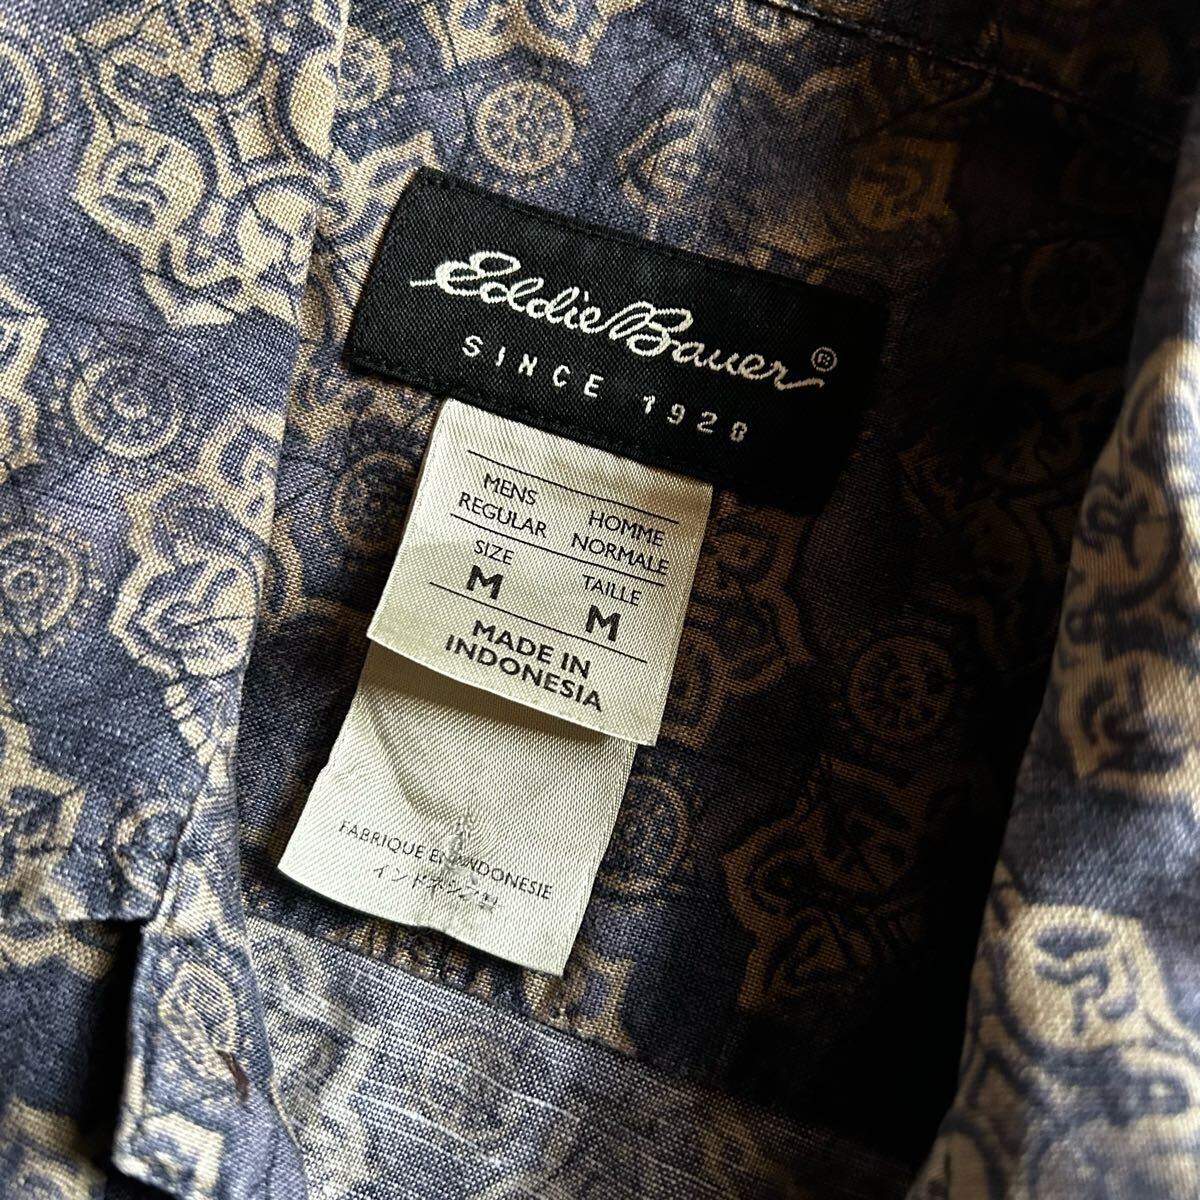 Eddie Bauer®
SINCE 1920
MENS HOMME
REGULAR NORMALE
SIZE TAILLE
M M
MADE IN
INDONESIA
FABRIQUE EN INDONESIE
インドネシア製